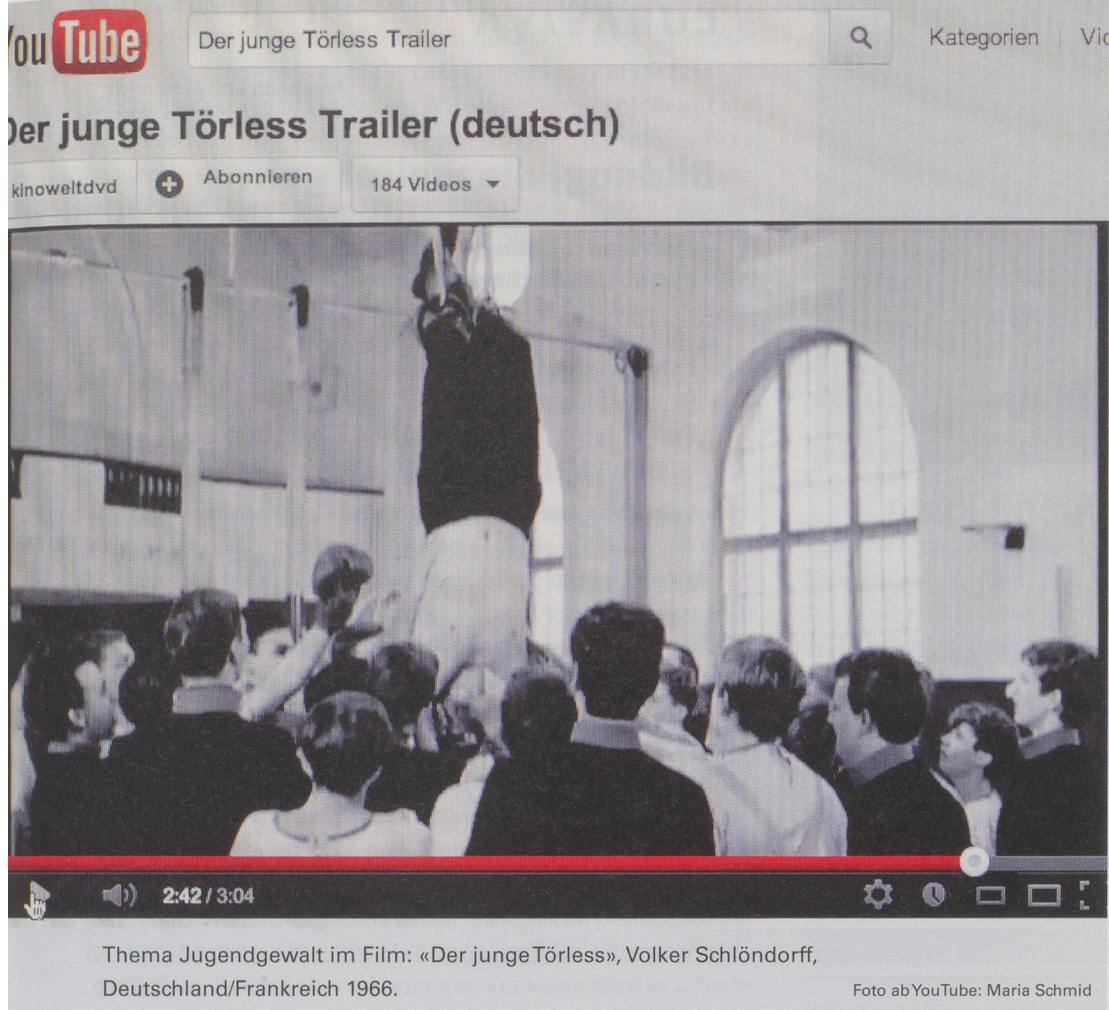 You Tube
Der junge Törless Trailer
Kategorien
Der junge Törless Trailer (deutsch)
kinoweltdvd
Abonnieren
184 Videos
2:42 / 3:04
Thema Jugendgewalt im Film: «Der junge Törless», Volker Schlöndorff,
Deutschland/Frankreich 1966.
Foto ab YouTube: Maria Schmid